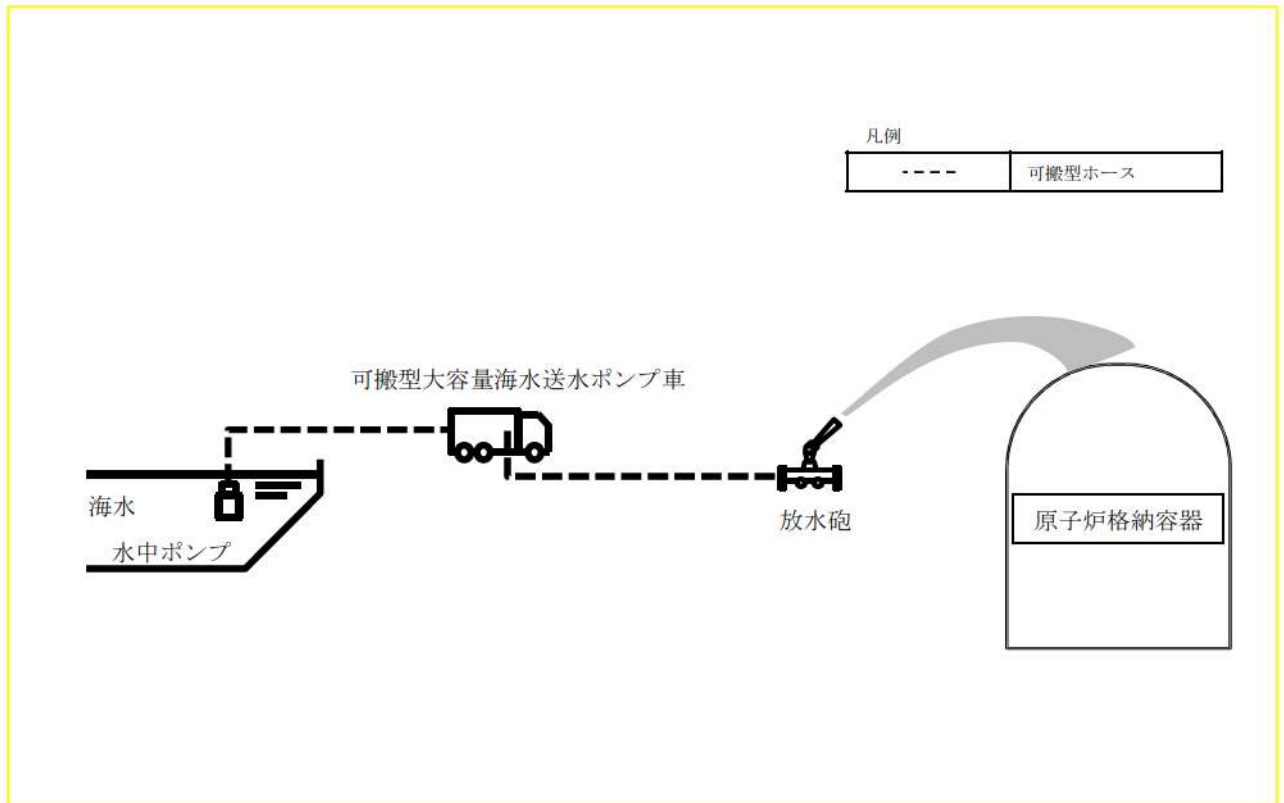 凡例
可搬型ホース
可搬型大容量海水送水ポンプ車
海水
水中ポンプ
放水砲
原子炉格納容器